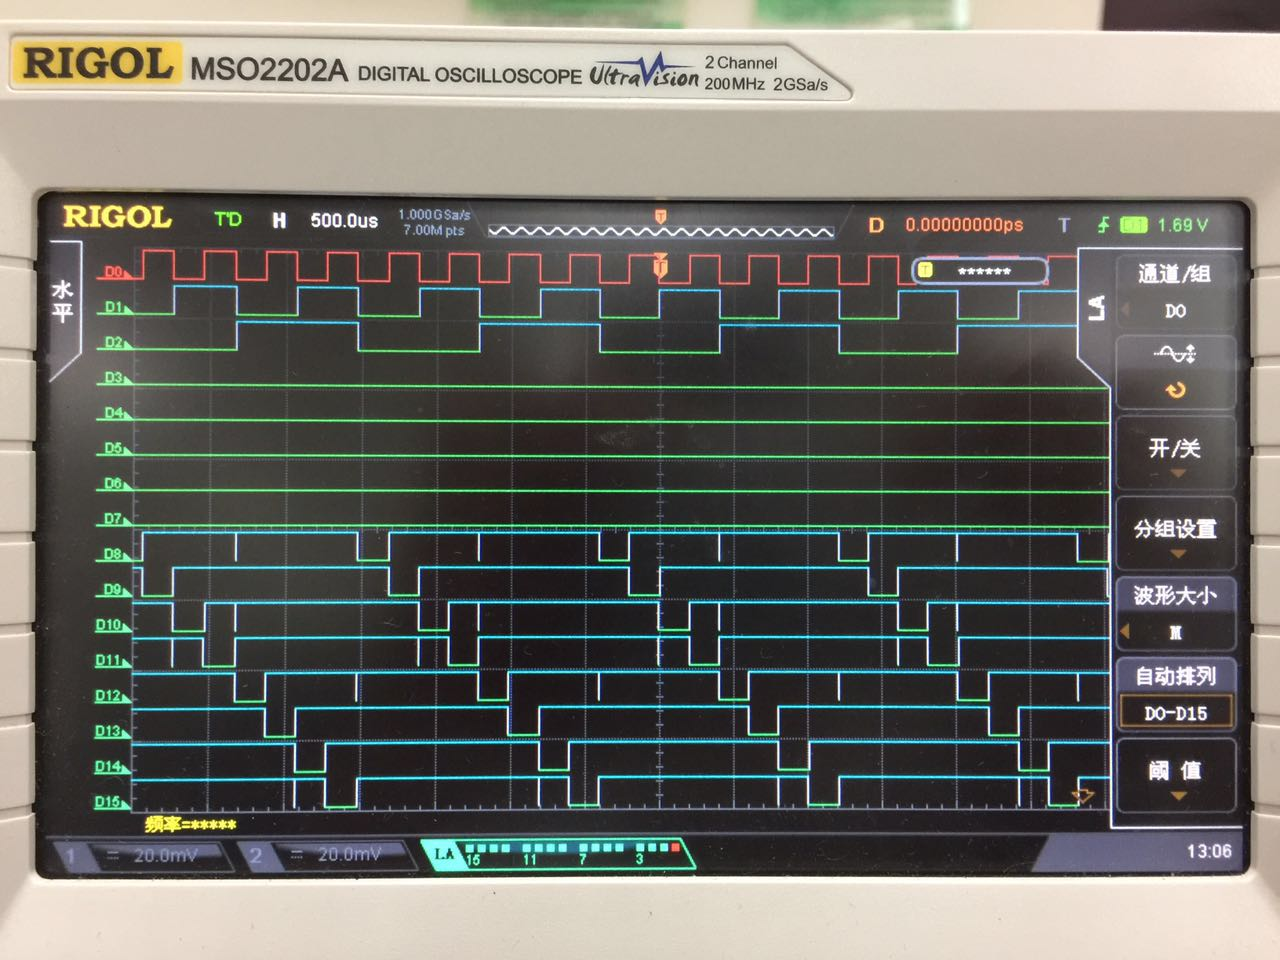 RIGOL MSO2202A DIGITAL OSCILLOSCOPE UltraVision 2 Channel
200MHz 2GSa/s
RIGOL T'D H 500.0us 1.000GSa/s
7.00M pts
T
D 0.00000000ps T 1.69 V
水平
D0
T
T ******
D1
D2
D3
D4
D5
D6
D7
D8
D9
D10
D11
D12
D13
D14
D15
LA
通道/组
D0
开/关
分组设置
波形大小
M
自动排列
D0-D15
阈 值
频率=*****
1 20.0mV 2 20.0mV LA 15 11 7 3 13:06